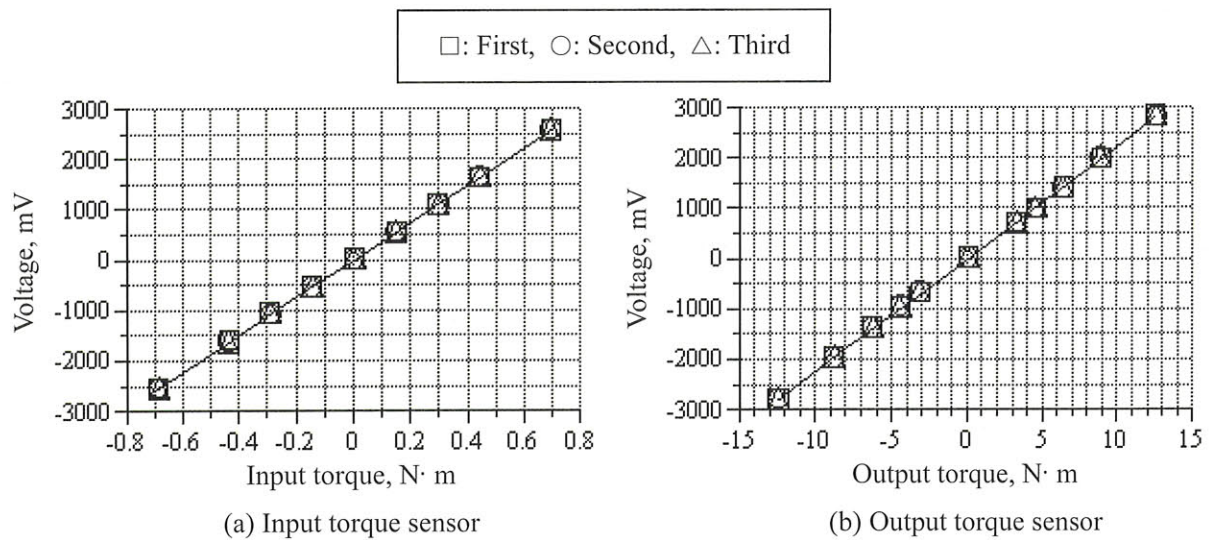 □: First, ○: Second, △: Third
3000
2000
1000
0
-1000
-2000
-3000
Voltage, mV
-0.8 -0.6 -0.4 -0.2 0 0.2 0.4 0.6 0.8
Input torque, N· m
(a) Input torque sensor
3000
2000
1000
0
-1000
-2000
-3000
Voltage, mV
-15 -10 -5 0 5 10 15
Output torque, N· m
(b) Output torque sensor